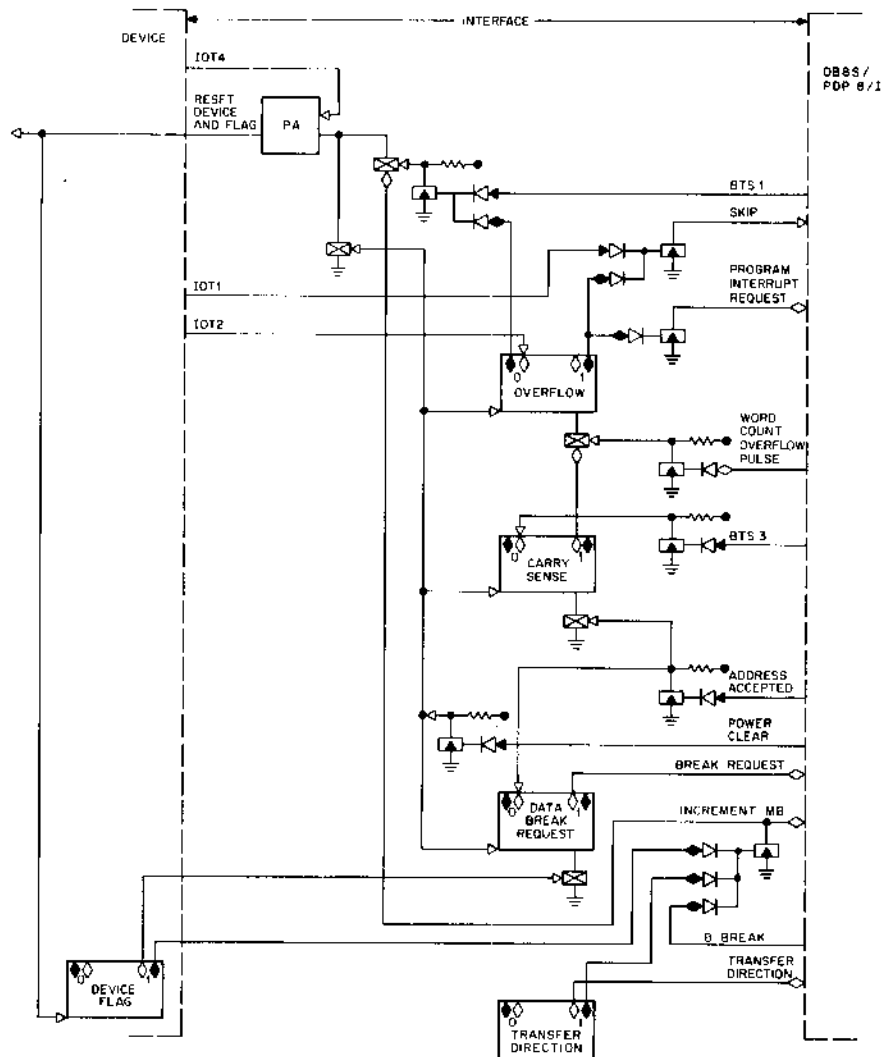 INTERFACE
DEVICE
IOT4
DB8S/
PDP 8/I
RESET
DEVICE
AND FLAG
PA
BTS 1
SKIP
PROGRAM
INTERRUPT
REQUEST
IOT1
IOT2
0
1
OVERFLOW
WORD
COUNT
OVERFLOW
PULSE
BTS 3
0
1
CARRY
SENSE
ADDRESS
ACCEPTED
POWER
CLEAR
BREAK REQUEST
0
1
DATA
BREAK
REQUEST
INCREMENT MB
B BREAK
TRANSFER
DIRECTION
0
1
DEVICE
FLAG
0
1
TRANSFER
DIRECTION